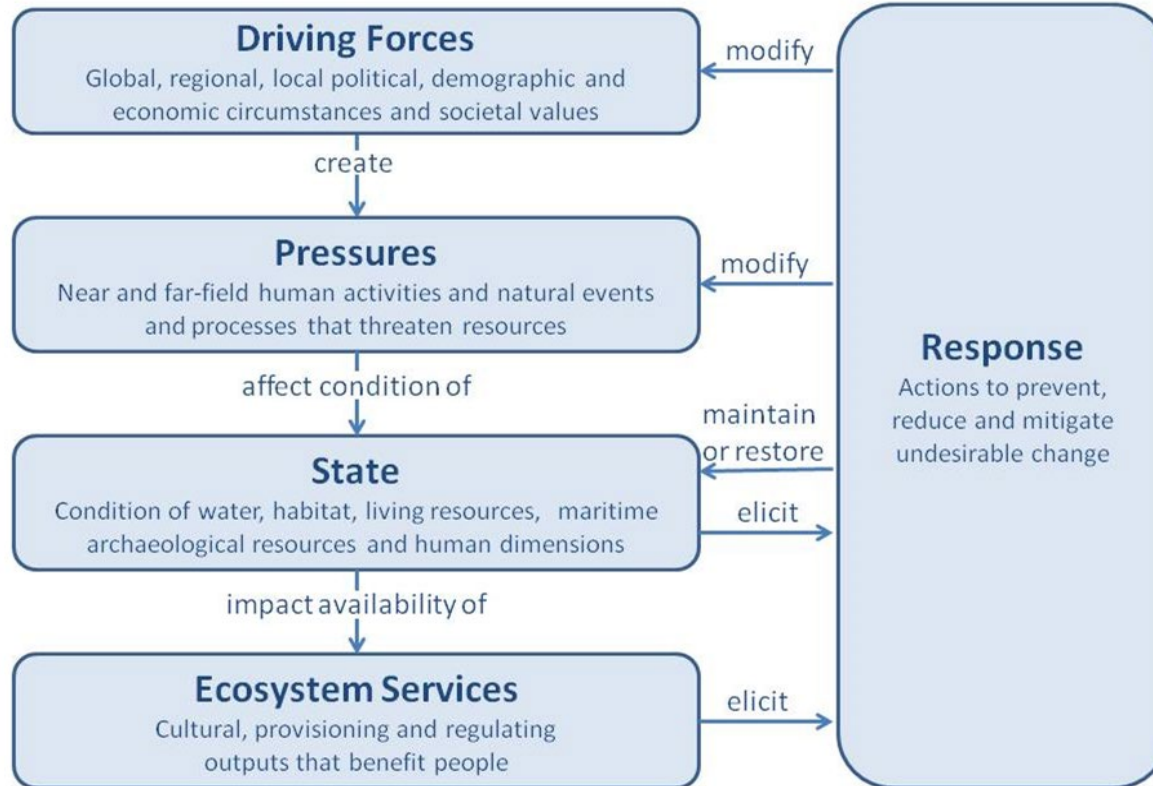 Driving Forces
Global, regional, local political, demographic and
economic circumstances and societal values
modify
create
Pressures
Near and far-field human activities and natural events
and processes that threaten resources
modify
affect condition of
State
Condition of water, habitat, living resources, maritime
archaeological resources and human dimensions
maintain
or restore
elicit
impact availability of
Ecosystem Services
Cultural, provisioning and regulating
outputs that benefit people
elicit
Response
Actions to prevent,
reduce and mitigate
undesirable change